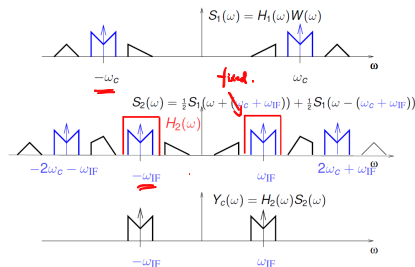 S₁(ω) = H₁(ω)W(ω)
−ω_c
ω_c
ω
fixed.
S₂(ω) = ½S₁(ω + (ω_c + ω_IF)) + ½S₁(ω − (ω_c + ω_IF))
H₂(ω)
−2ω_c − ω_IF
−ω_IF
ω_IF
2ω_c + ω_IF
ω
Y_c(ω) = H₂(ω)S₂(ω)
−ω_IF
ω_IF
ω